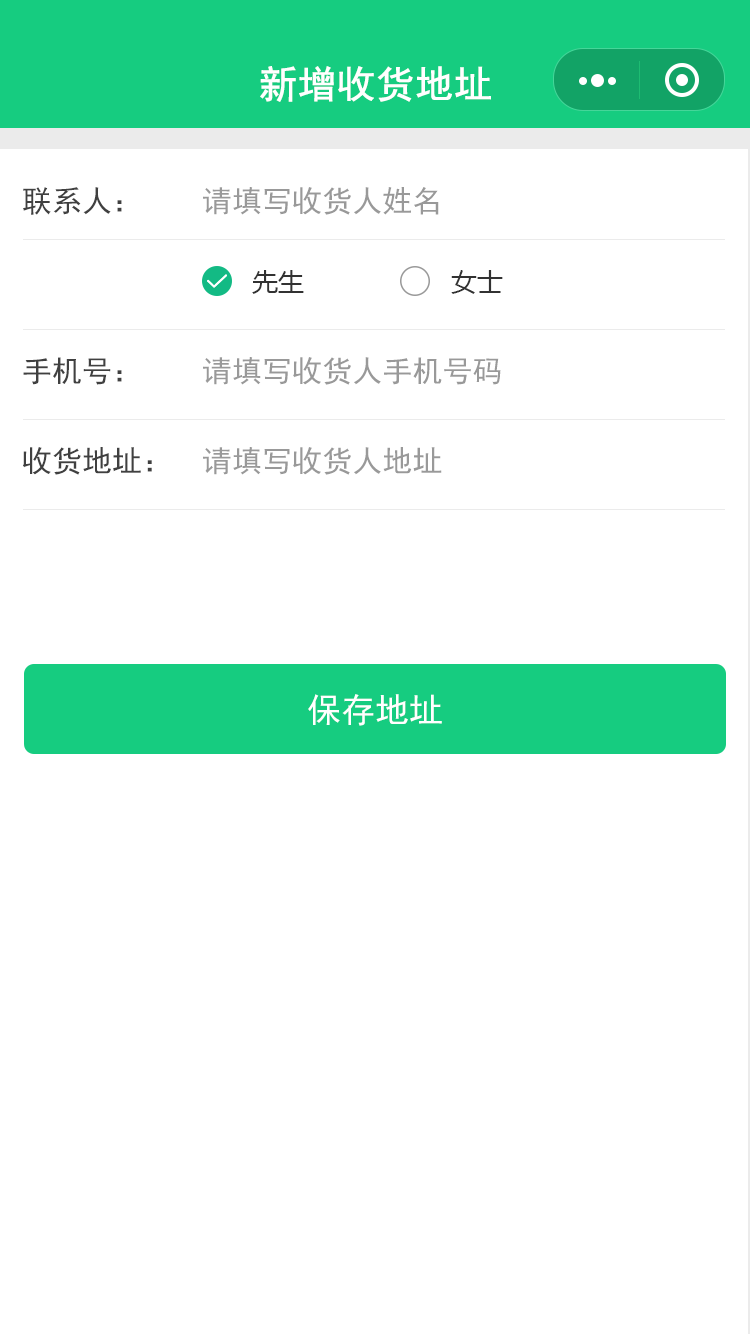 新增收货地址
联系人： 请填写收货人姓名
先生 女士
手机号： 请填写收货人手机号码
收货地址： 请填写收货人地址
保存地址